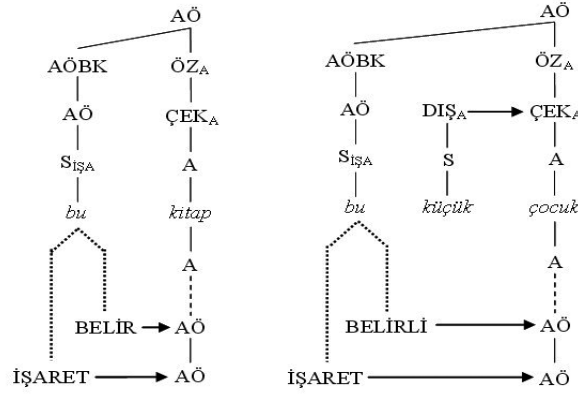 AÖ
AÖBK ÖZA
AÖ ÇEKA
SİŞA A
bu kitap
A
BELİR AÖ
İŞARET AÖ
AÖ
AÖBK ÖZA
AÖ DIŞA ÇEKA
SİŞA S A
bu küçük çocuk
A
BELİRLİ AÖ
İŞARET AÖ